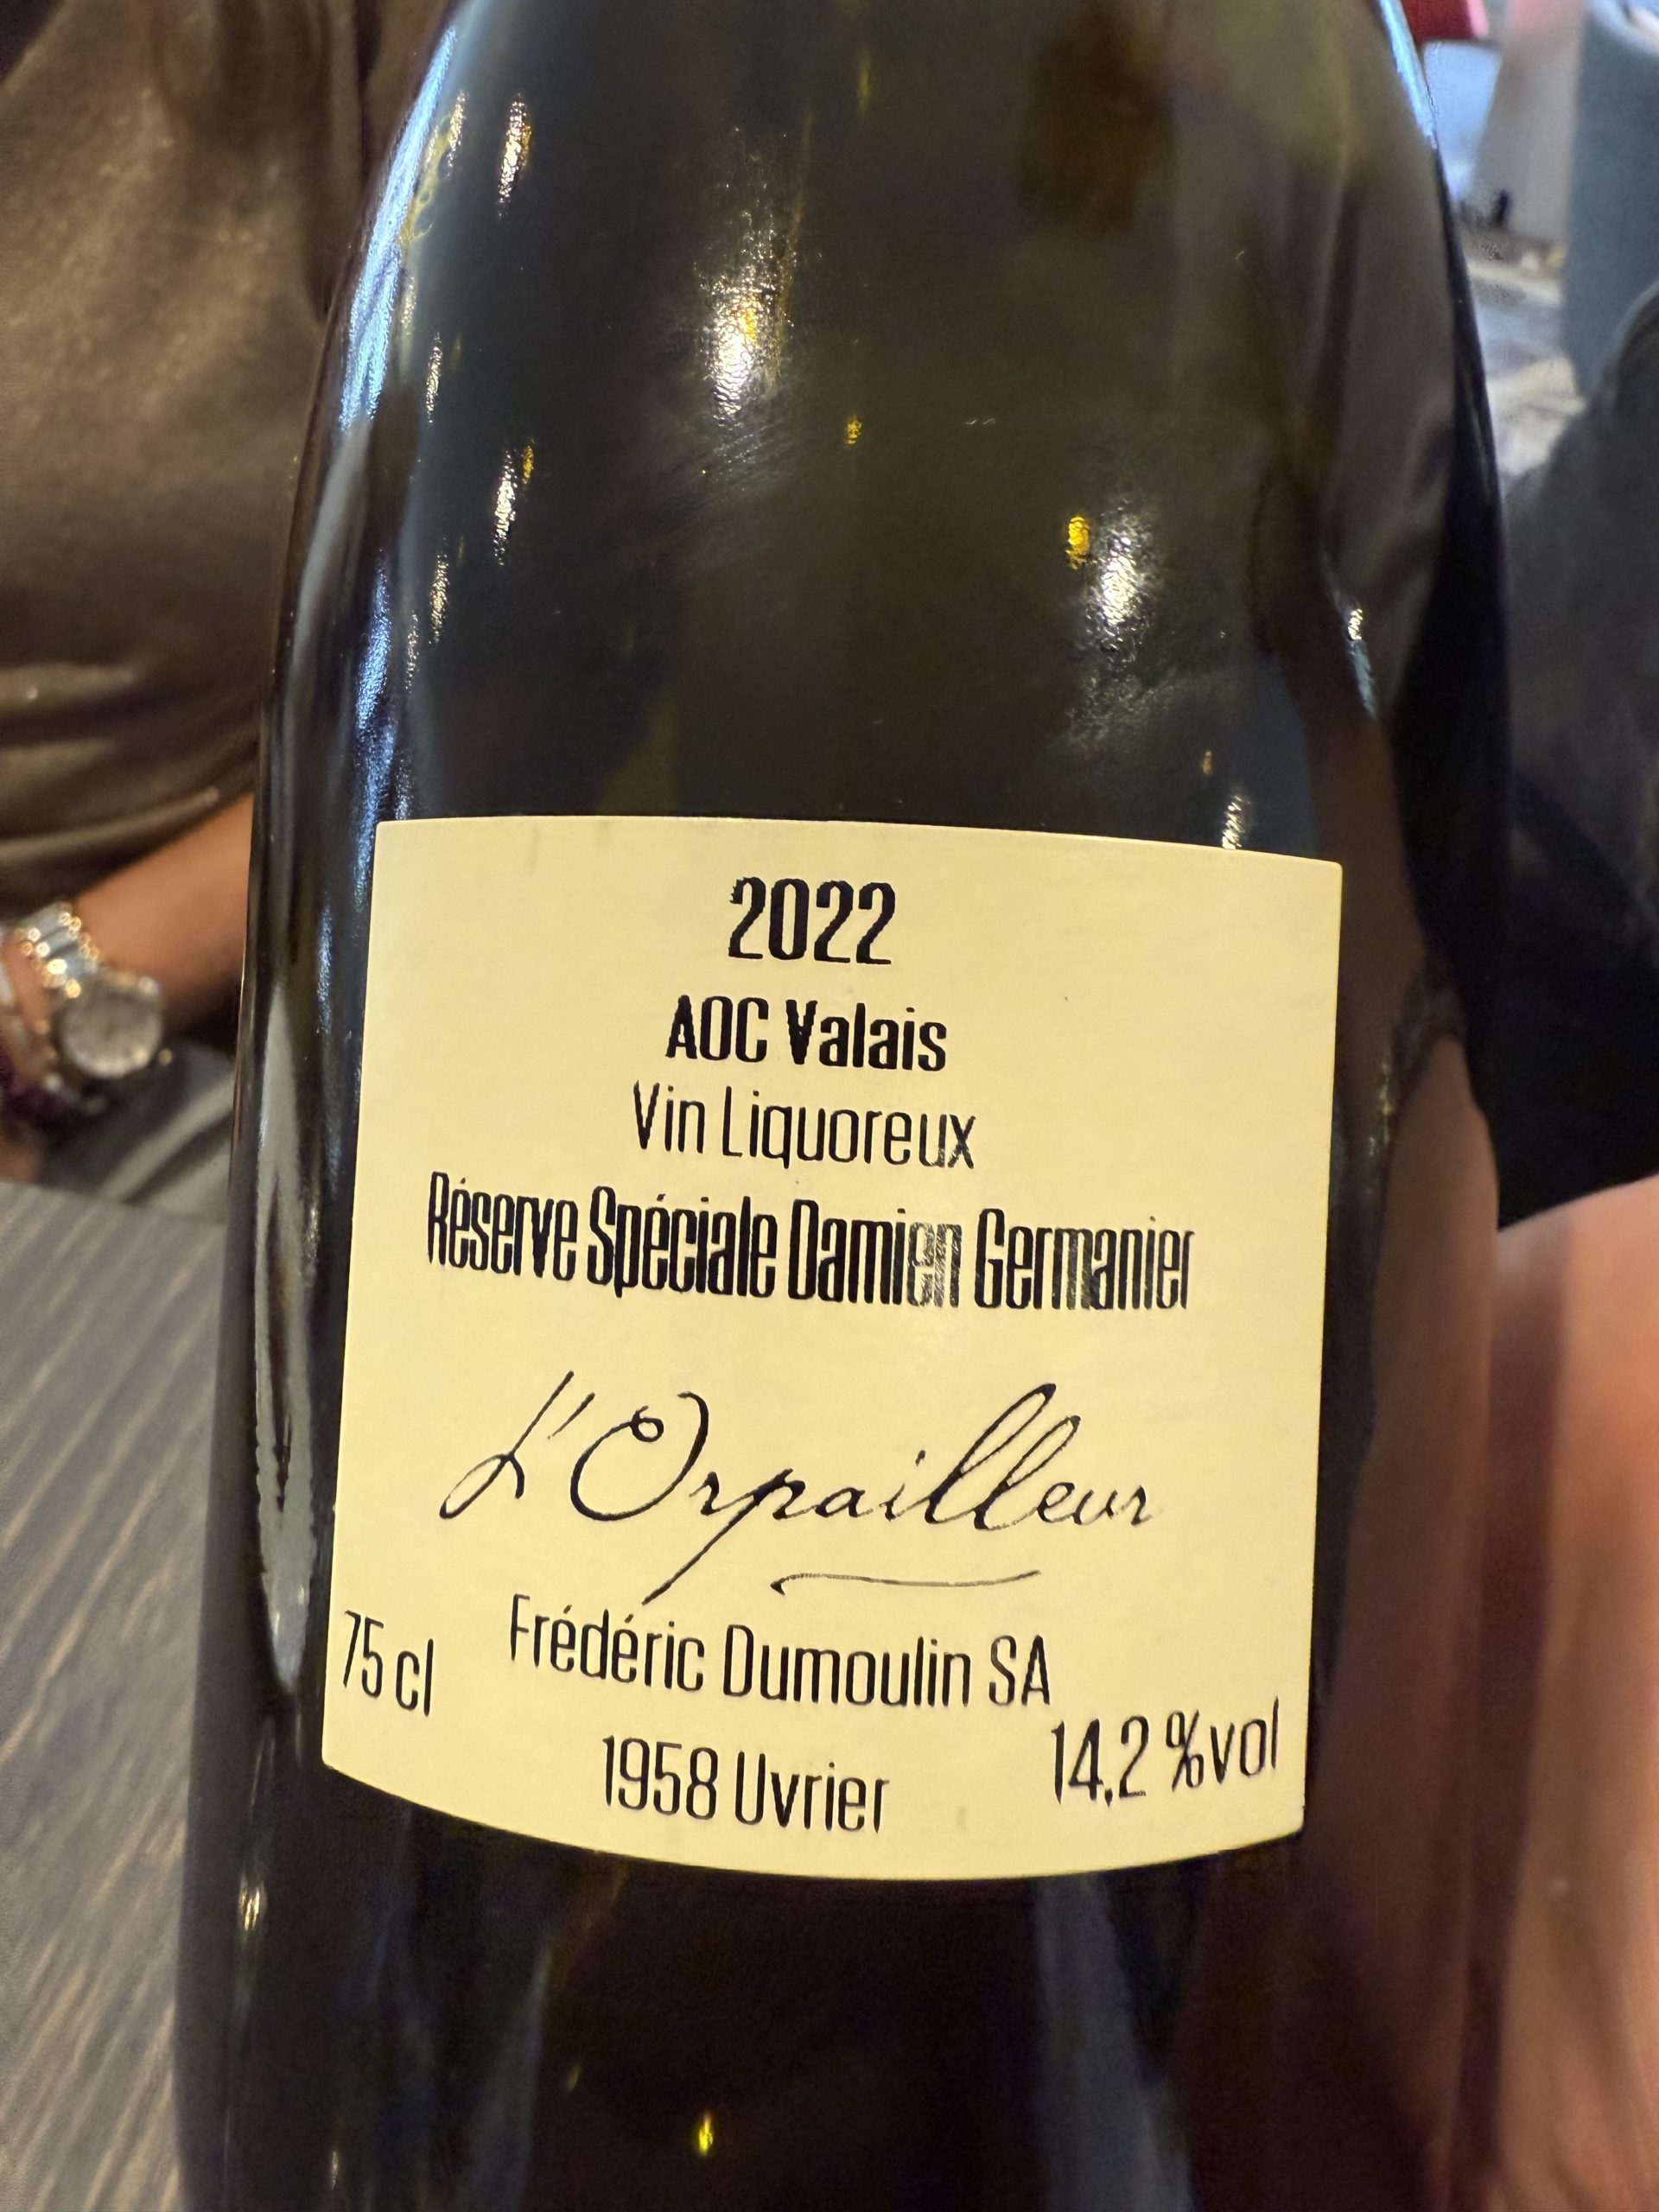 2022
AOC Valais
Vin Liquoreux
Réserve Spéciale Damien Germanier
L'Orpailleur
Frédéric Dumoulin SA
75 cl
14.2 %vol
1958 Uvrier